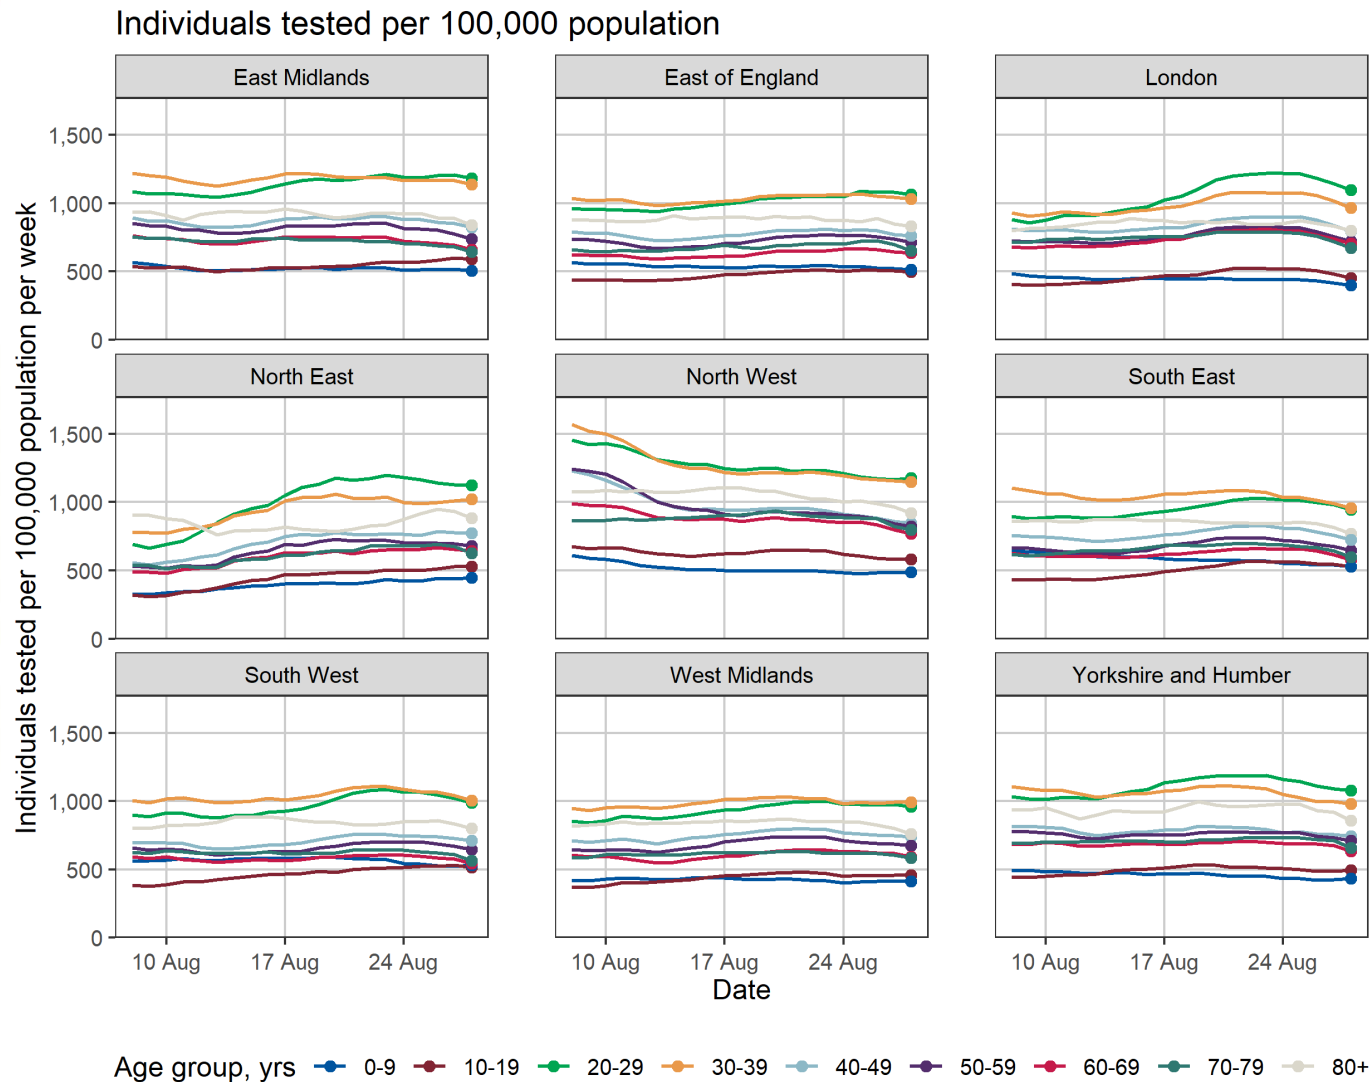 Individuals tested per 100,000 population
East Midlands
East of England
London
1,500
1,000
500
0
North East
North West
South East
1,500
1,000
500
0
South West
West Midlands
Yorkshire and Humber
1,500
1,000
500
0
10 Aug 17 Aug 24 Aug
10 Aug 17 Aug 24 Aug
10 Aug 17 Aug 24 Aug
Individuals tested per 100,000 population per week
Date
Age group, yrs 0-9 10-19 20-29 30-39 40-49 50-59 60-69 70-79 80+